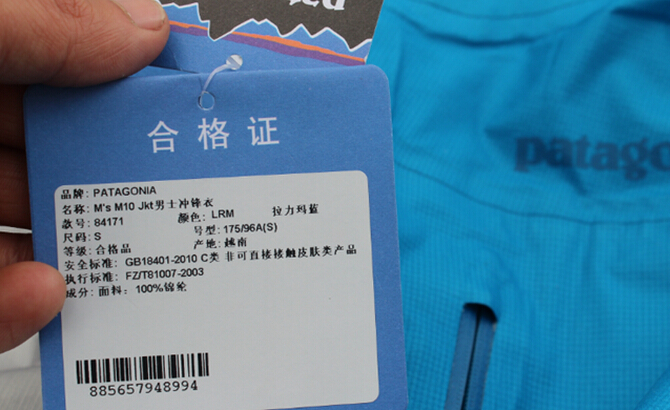 合格证
品牌: PATAGONIA
名称: M's M10 Jkt男士冲锋衣
款号: 84171 颜色: LRM 拉力玛蓝
尺码: S 号型: 175/96A(S)
等级: 合格品 产地: 越南
安全标准: GB18401-2010 C类 非可直接接触皮肤类产品
执行标准: FZ/T81007-2003
成分: 面料: 100%锦纶
885657948994
patago